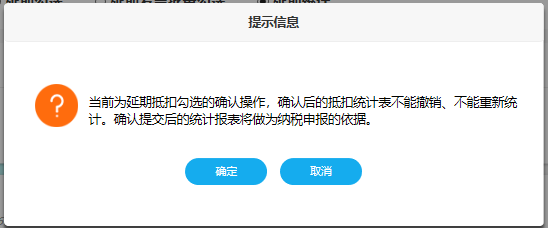 提示信息
当前为延期抵扣勾选的确认操作，确认后的抵扣统计表不能撤销、不能重新统
计。确认提交后的统计报表将做为纳税申报的依据。
确定
取消